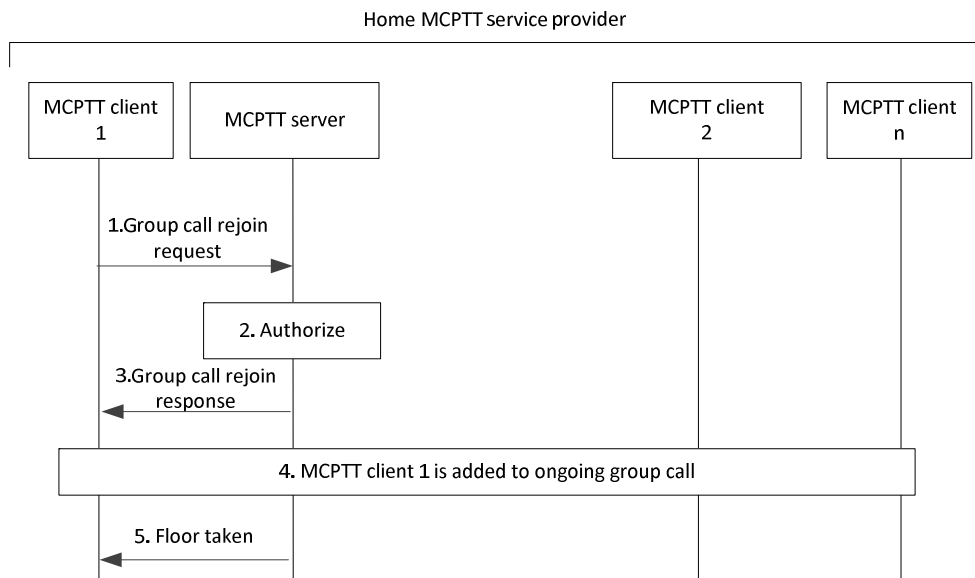 Home MCPTT service provider
MCPTT client
1
MCPTT server
MCPTT client
2
MCPTT client
n
1.Group call rejoin
request
2. Authorize
3.Group call rejoin
response
4. MCPTT client 1 is added to ongoing group call
5. Floor taken